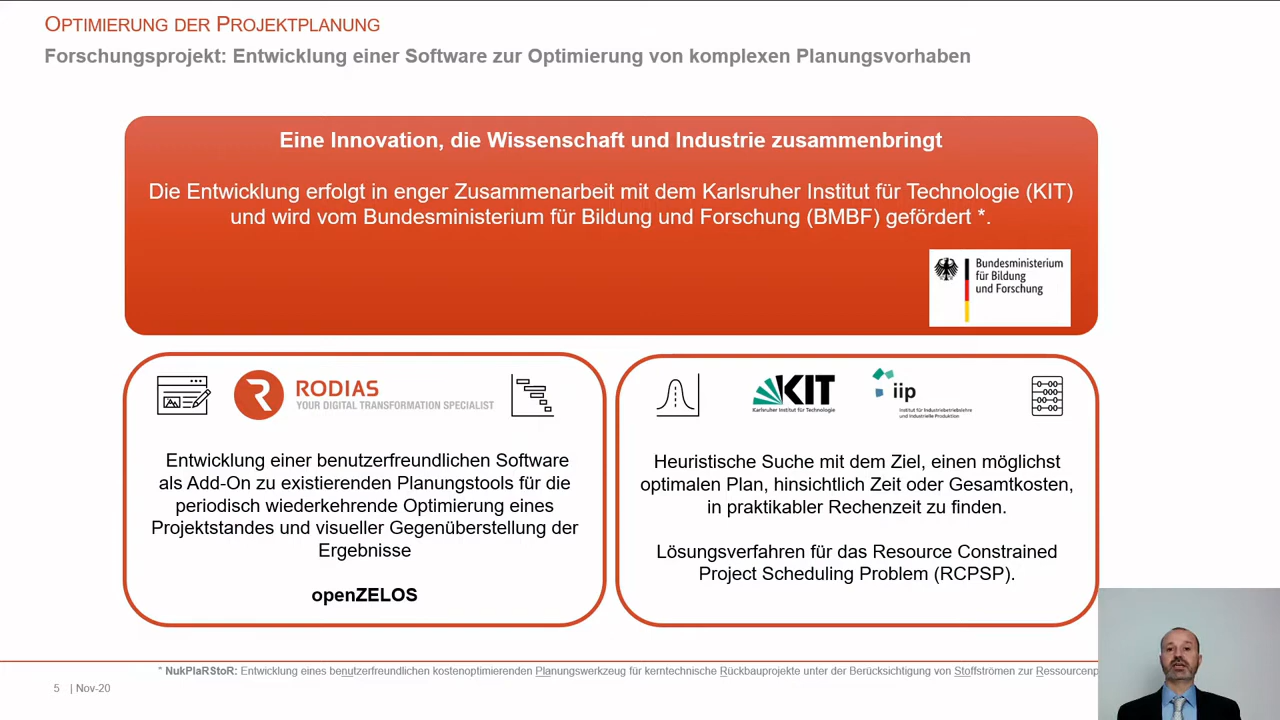 OPTIMIERUNG DER PROJEKTPLANUNG
Forschungsprojekt: Entwicklung einer Software zur Optimierung von komplexen Planungsvorhaben
Eine Innovation, die Wissenschaft und Industrie zusammenbringt
Die Entwicklung erfolgt in enger Zusammenarbeit mit dem Karlsruher Institut für Technologie (KIT)
und wird vom Bundesministerium für Bildung und Forschung (BMBF) gefördert *.
Bundesministerium
für Bildung
und Forschung
RODIAS
YOUR DIGITAL TRANSFORMATION SPECIALIST
Entwicklung einer benutzerfreundlichen Software
als Add-On zu existierenden Planungstools für die
periodisch wiederkehrende Optimierung eines
Projektstandes und visueller Gegenüberstellung der
Ergebnisse
openZELOS
KIT
Karlsruher Institut für Technologie
iip
Institut für Industriebetriebslehre
und Industrielle Produktion
Heuristische Suche mit dem Ziel, einen möglichst
optimalen Plan, hinsichtlich Zeit oder Gesamtkosten,
in praktikabler Rechenzeit zu finden.
Lösungsverfahren für das Resource Constrained
Project Scheduling Problem (RCPSP).
* NukPlaRStoR: Entwicklung eines benutzerfreundlichen kostenoptimierenden Planungswerkzeug für kerntechnische Rückbauprojekte unter der Berücksichtigung von Stoffströmen zur
5 | Nov-20